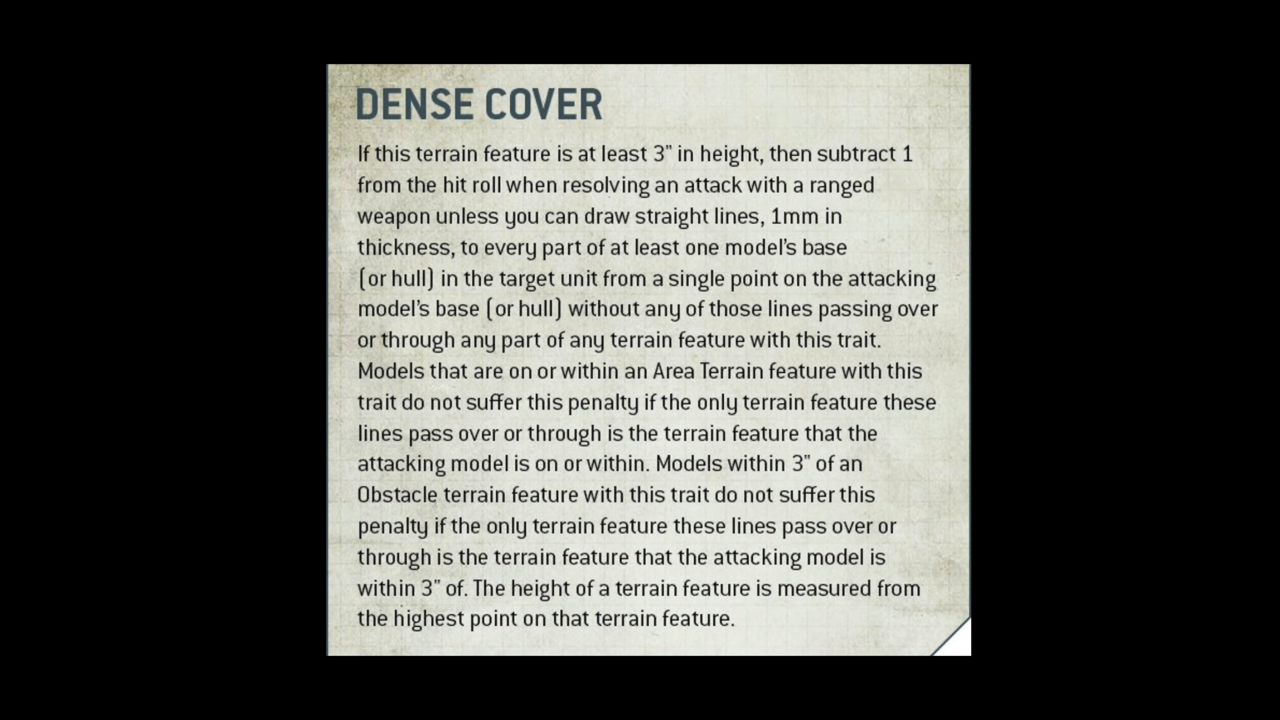 DENSE COVER
If this terrain feature is at least 3" in height, then subtract 1
from the hit roll when resolving an attack with a ranged
weapon unless you can draw straight lines, 1mm in
thickness, to every part of at least one model's base
(or hull) in the target unit from a single point on the attacking
model's base (or hull) without any of those lines passing over
or through any part of any terrain feature with this trait.
Models that are on or within an Area Terrain feature with this
trait do not suffer this penalty if the only terrain feature these
lines pass over or through is the terrain feature that the
attacking model is on or within. Models within 3" of an
Obstacle terrain feature with this trait do not suffer this
penalty if the only terrain feature these lines pass over or
through is the terrain feature that the attacking model is
within 3" of. The height of a terrain feature is measured from
the highest point on that terrain feature.